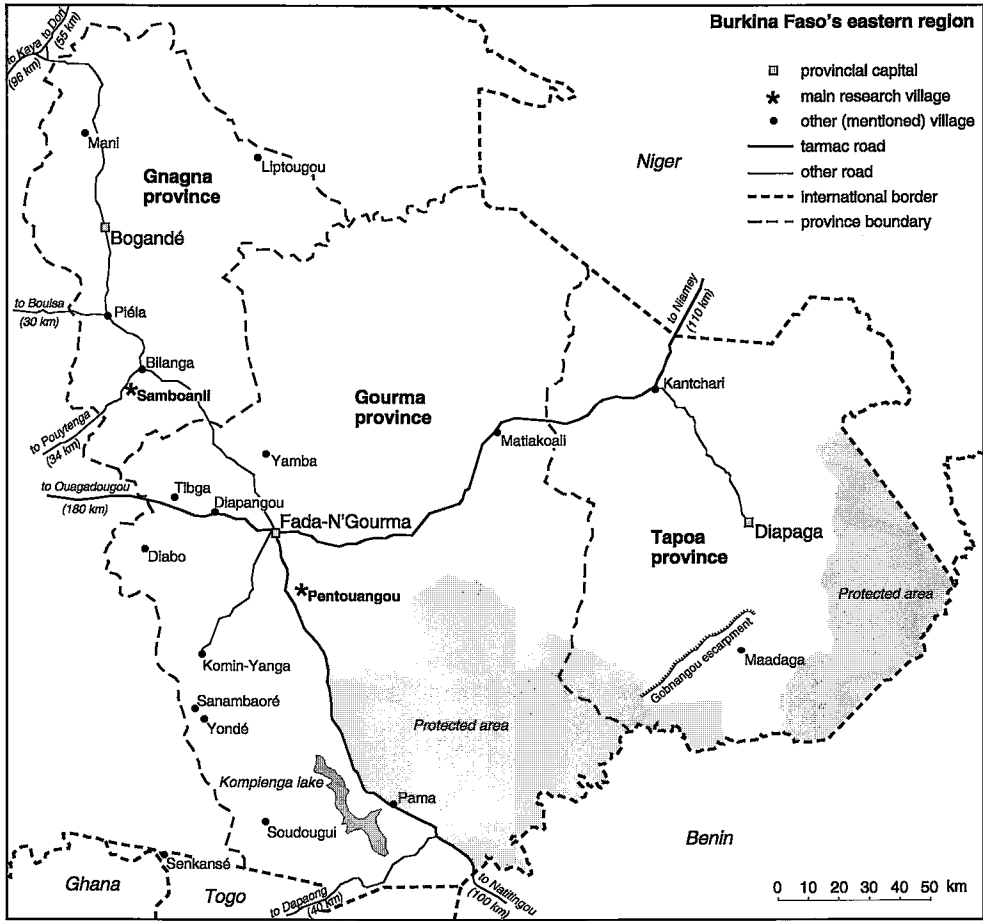 Burkina Faso's eastern region
provincial capital
main research village
other (mentioned) village
tarmac road
other road
international border
province boundary
to Kaya
(96 km)
to Dori
(55 km)
Mani
Liptougou
Niger
Gnagna
province
Bogandé
to Bouisa
(30 km)
Piéla
to Niamey
(110 km)
Bilanga
Samboanli
Kantchari
Gourma
province
to Pouytenga
(34 km)
Matiakoali
Yamba
to Ouagadougou
(180 km)
Tibga
Diapangou
Fada-N'Gourma
Diapaga
Tapoa
province
Diabo
Pentouangou
Protected area
Komin-Yanga
Gobnangou escarpment
Maadaga
Sanambaoré
Yondé
Protected area
Kompienga lake
Pama
Soudougui
Benin
Senkansé
Ghana
Togo
to Dapaong
(40 km)
to Natitingou
(100 km)
0 10 20 30 40 50 km